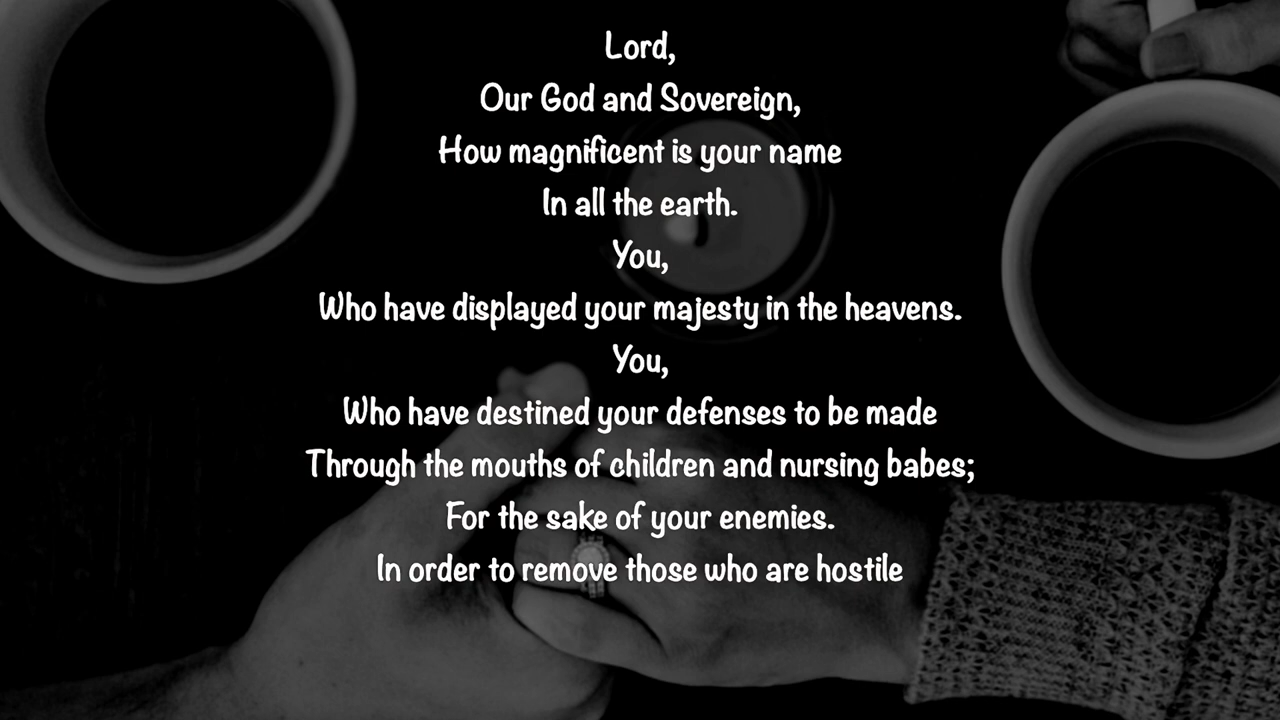 Lord,
Our God and Sovereign,
How magnificent is your name
In all the earth.
You,
Who have displayed your majesty in the heavens.
You,
Who have destined your defenses to be made
Through the mouths of children and nursing babes;
For the sake of your enemies.
In order to remove those who are hostile